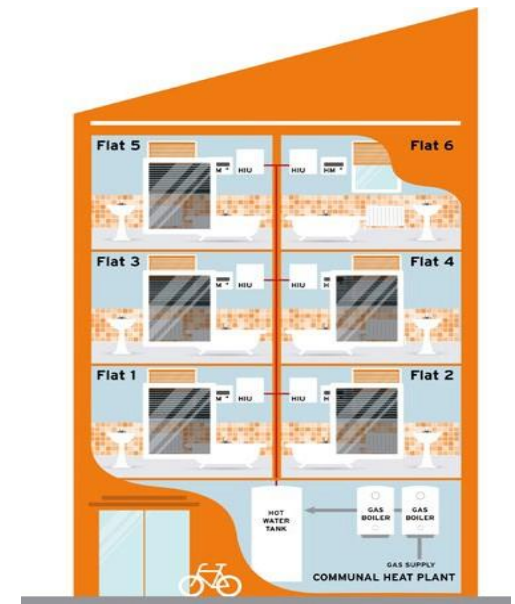 Flat 5
Flat 6
HIU
HIU
HM
Flat 3
Flat 4
HIU
HIU
Flat 1
Flat 2
HIU
HIU
HOT
WATER
TANK
GAS
BOILER
GAS
BOILER
GAS SUPPLY
COMMUNAL HEAT PLANT